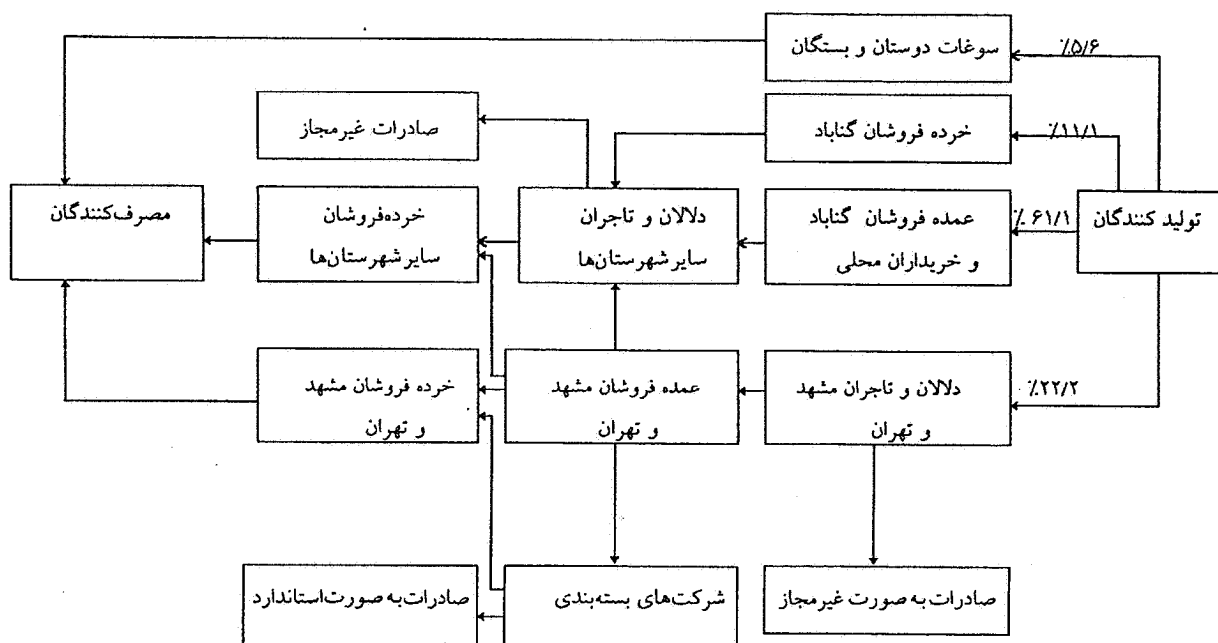 سوغات دوستان و بستگان
٪۵/۶
خرده فروشان گناباد
٪۱۱/۱
صادرات غیرمجاز
تولید کنندگان
٪ ۶۱/۱
عمده فروشان گناباد
و خریداران محلی
دلالان و تاجران
سایر شهرستان‌ها
خرده‌فروشان
سایر شهرستان‌ها
مصرف‌کنندگان
٪۲۲/۲
دلالان و تاجران مشهد
و تهران
عمده فروشان مشهد
و تهران
خرده فروشان مشهد
و تهران
صادرات به صورت غیرمجاز
شرکت‌های بسته‌بندی
صادرات به صورت استاندارد